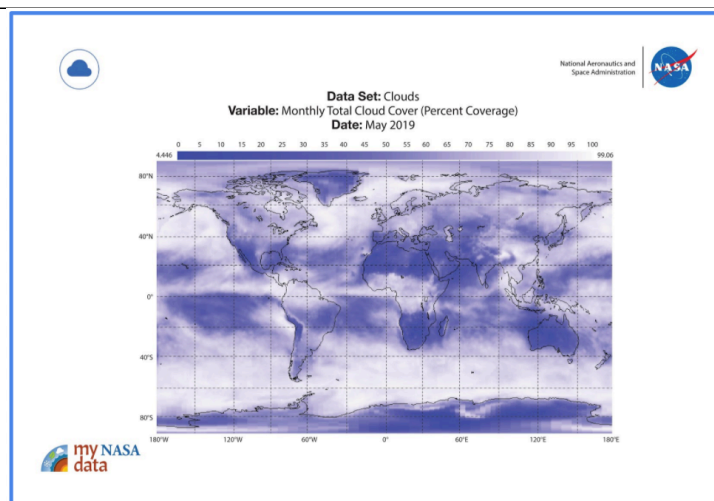 National Aeronautics and
Space Administration
NASA
Data Set: Clouds
Variable: Monthly Total Cloud Cover (Percent Coverage)
Date: May 2019
0 5 10 15 20 25 30 35 40 45 50 55 60 65 70 75 80 85 90 95 100
4.446 99.06
80°N
40°N
0°
40°S
80°S
180°W 120°W 60°W 0° 60°E 120°E 180°E
my NASA
data